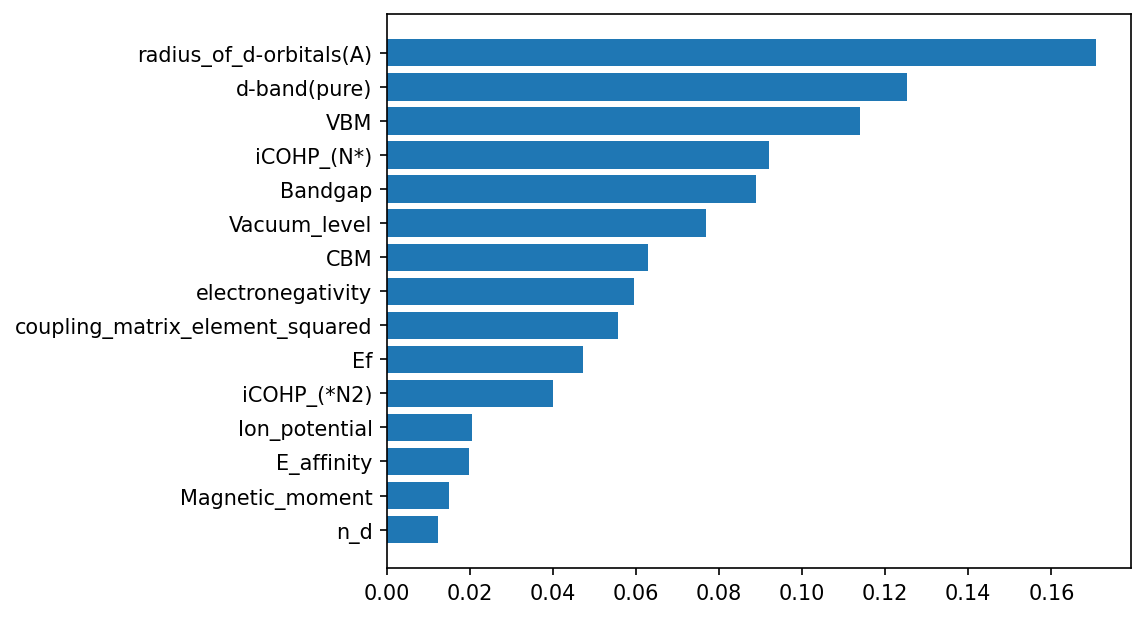 radius_of_d-orbitals(A)
d-band(pure)
VBM
iCOHP_(N*)
Bandgap
Vacuum_level
CBM
electronegativity
coupling_matrix_element_squared
Ef
iCOHP_(*N2)
Ion_potential
E_affinity
Magnetic_moment
n_d
0.00 0.02 0.04 0.06 0.08 0.10 0.12 0.14 0.16